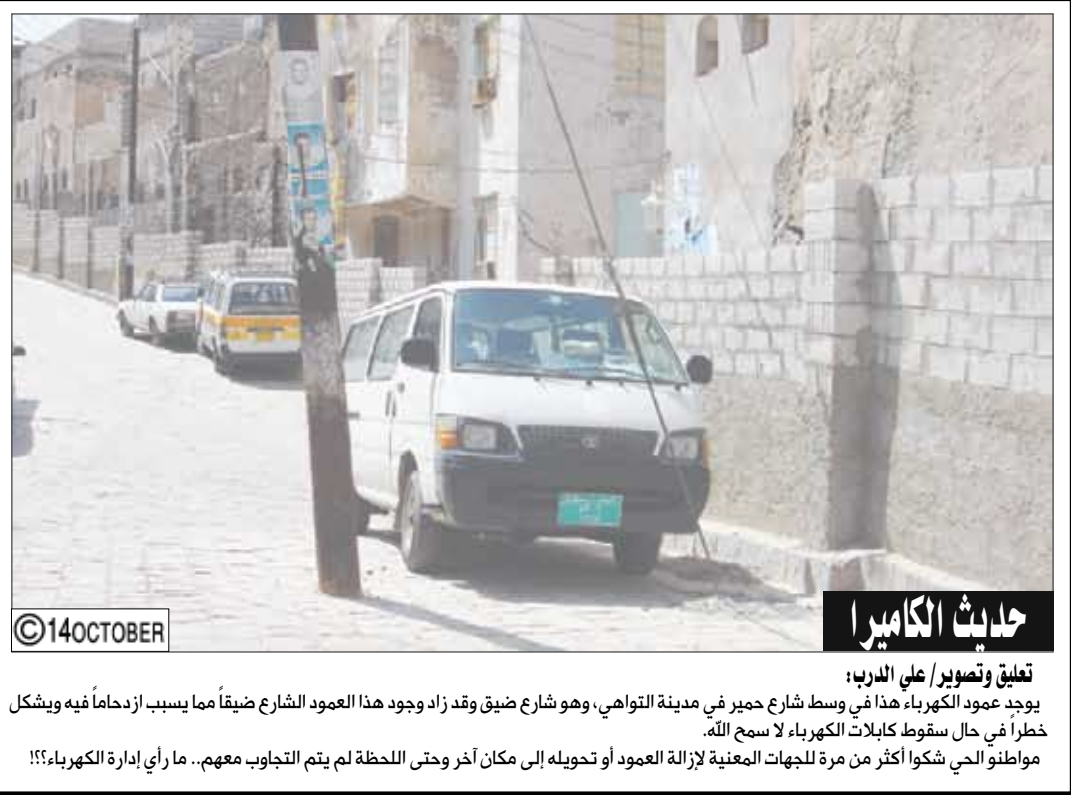 ©14OCTOBER
حديث الكاميرا
تعليق وتصوير/ علي الدرب:
يوجد عمود الكهرباء هذا في وسط شارع حمير في مدينة التواهي، وهو شارع ضيق وقد زاد وجود هذا العمود الشارع ضيقاً مما يسبب ازدحاماً فيه ويشكل
خطراً في حال سقوط كابلات الكهرباء لا سمح الله.
مواطنو الحي شكوا أكثر من مرة للجهات المعنية لإزالة العمود أو تحويله إلى مكان آخر وحتى اللحظة لم يتم التجاوب معهم.. ما رأي إدارة الكهرباء؟؟!